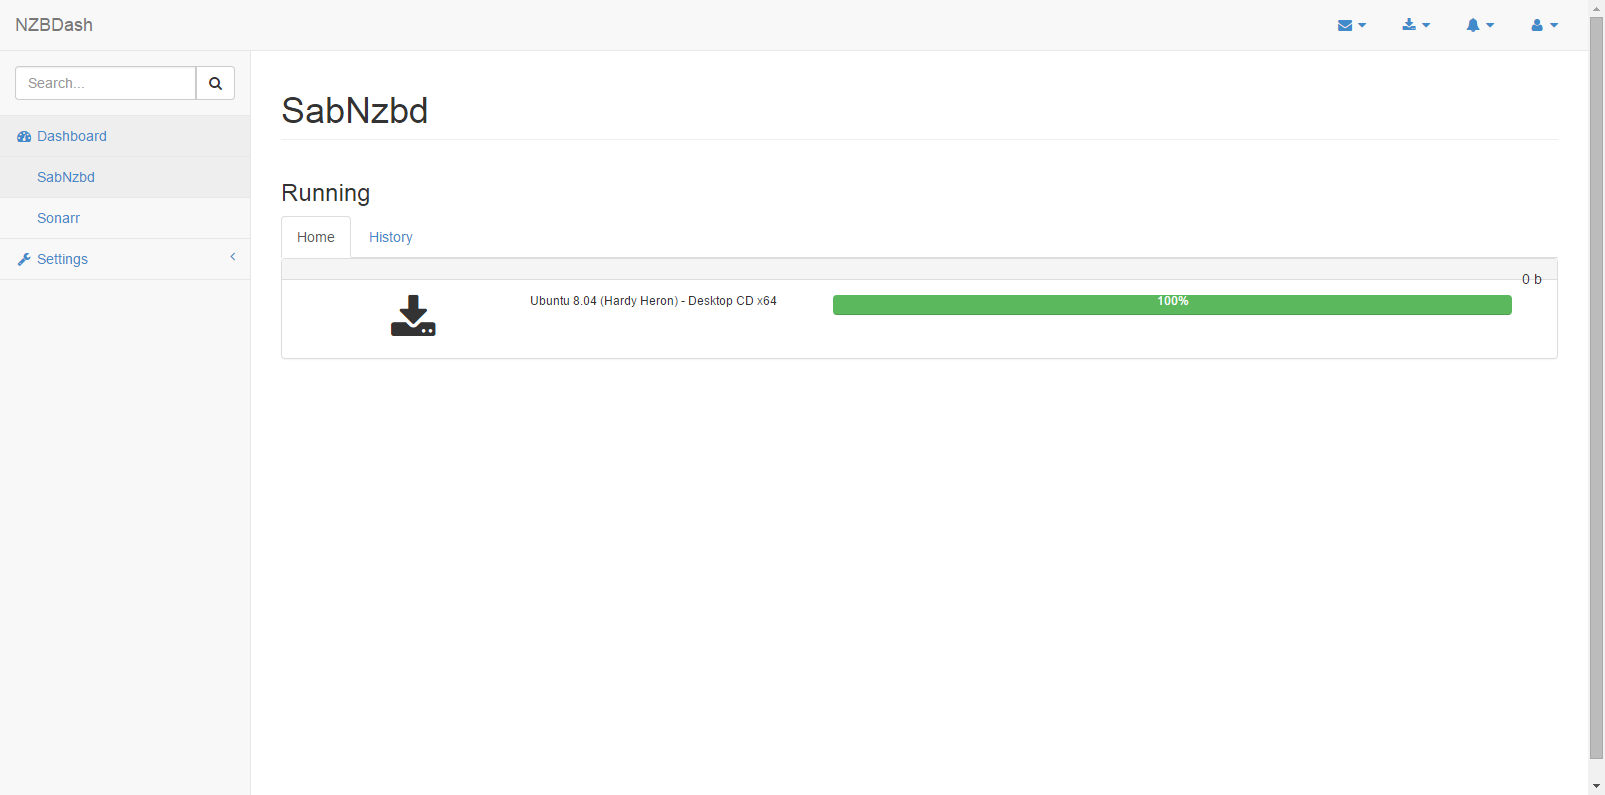 NZBDash
Search...
Dashboard
SabNzbd
Sonarr
Settings
SabNzbd
Running
Home
History
0 b
Ubuntu 8.04 (Hardy Heron) - Desktop CD x64
100%